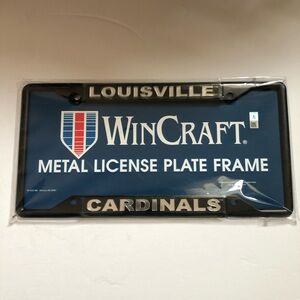 LOUISVILLE
WINCRAFT®
METAL LICENSE PLATE FRAME
CARDINALS